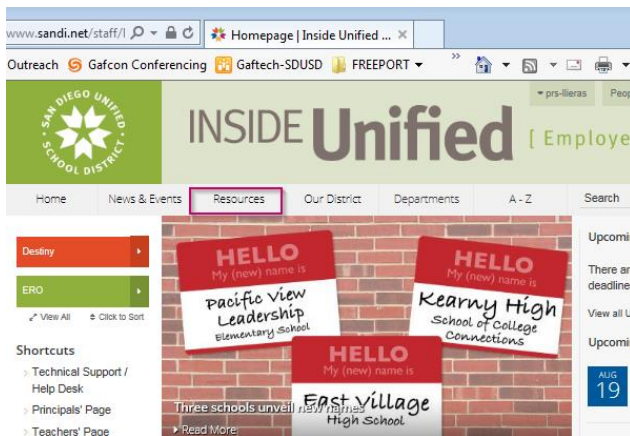 www.sandi.net/staff/
Homepage | Inside Unified ...
Outreach Gafcon Conferencing Gaftech-SDUSD FREEPORT
SAN DIEGO UNIFIED
SCHOOL DISTRICT
INSIDE Unified [ Employe
prs-llieras Peop
Home News & Events Resources Our District Departments A - Z Search
Destiny
ERO
View All Click to Sort
Shortcuts
Technical Support /
Help Desk
Principals' Page
Teachers' Page
HELLO
My (new) name is
Pacific View
Leadership
Elementary School
HELLO
My (new) name is
Kearny High
School of College
Connections
HELLO
My (new) name is
East Village
High School
Three schools unveil new names
Read More
Upcomi
There ar
deadline
View all U
Upcomi
AUG
19